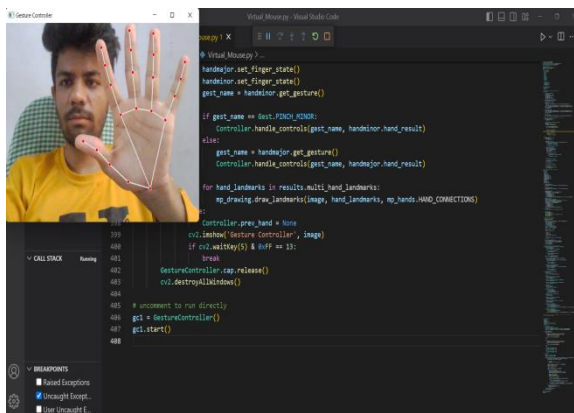 Gesture Controller
Virtual_Mouse.py - Visual Studio Code
Mouse.py 1 X
Virtual_Mouse.py > ...
handmajor.set_finger_state()
handminor.set_finger_state()
gest_name = handminor.get_gesture()
if gest_name == Gest.PINCH_MINOR:
Controller.handle_controls(gest_name, handminor.hand_result)
else:
gest_name = handmajor.get_gesture()
Controller.handle_controls(gest_name, handmajor.hand_result)
for hand_landmarks in results.multi_hand_landmarks:
mp_drawing.draw_landmarks(image, hand_landmarks, mp_hands.HAND_CONNECTIONS)
Controller.prev_hand = None
399 cv2.imshow('Gesture Controller', image)
400 if cv2.waitKey(5) & 0xFF == 13:
401 break
402 GestureController.cap.release()
403 cv2.destroyAllWindows()
404
405 # uncomment to run directly
406 gc1 = GestureController()
407 gc1.start()
408
CALL STACK Running
BREAKPOINTS
Raised Exceptions
Uncaught Except...
User Uncaught E...